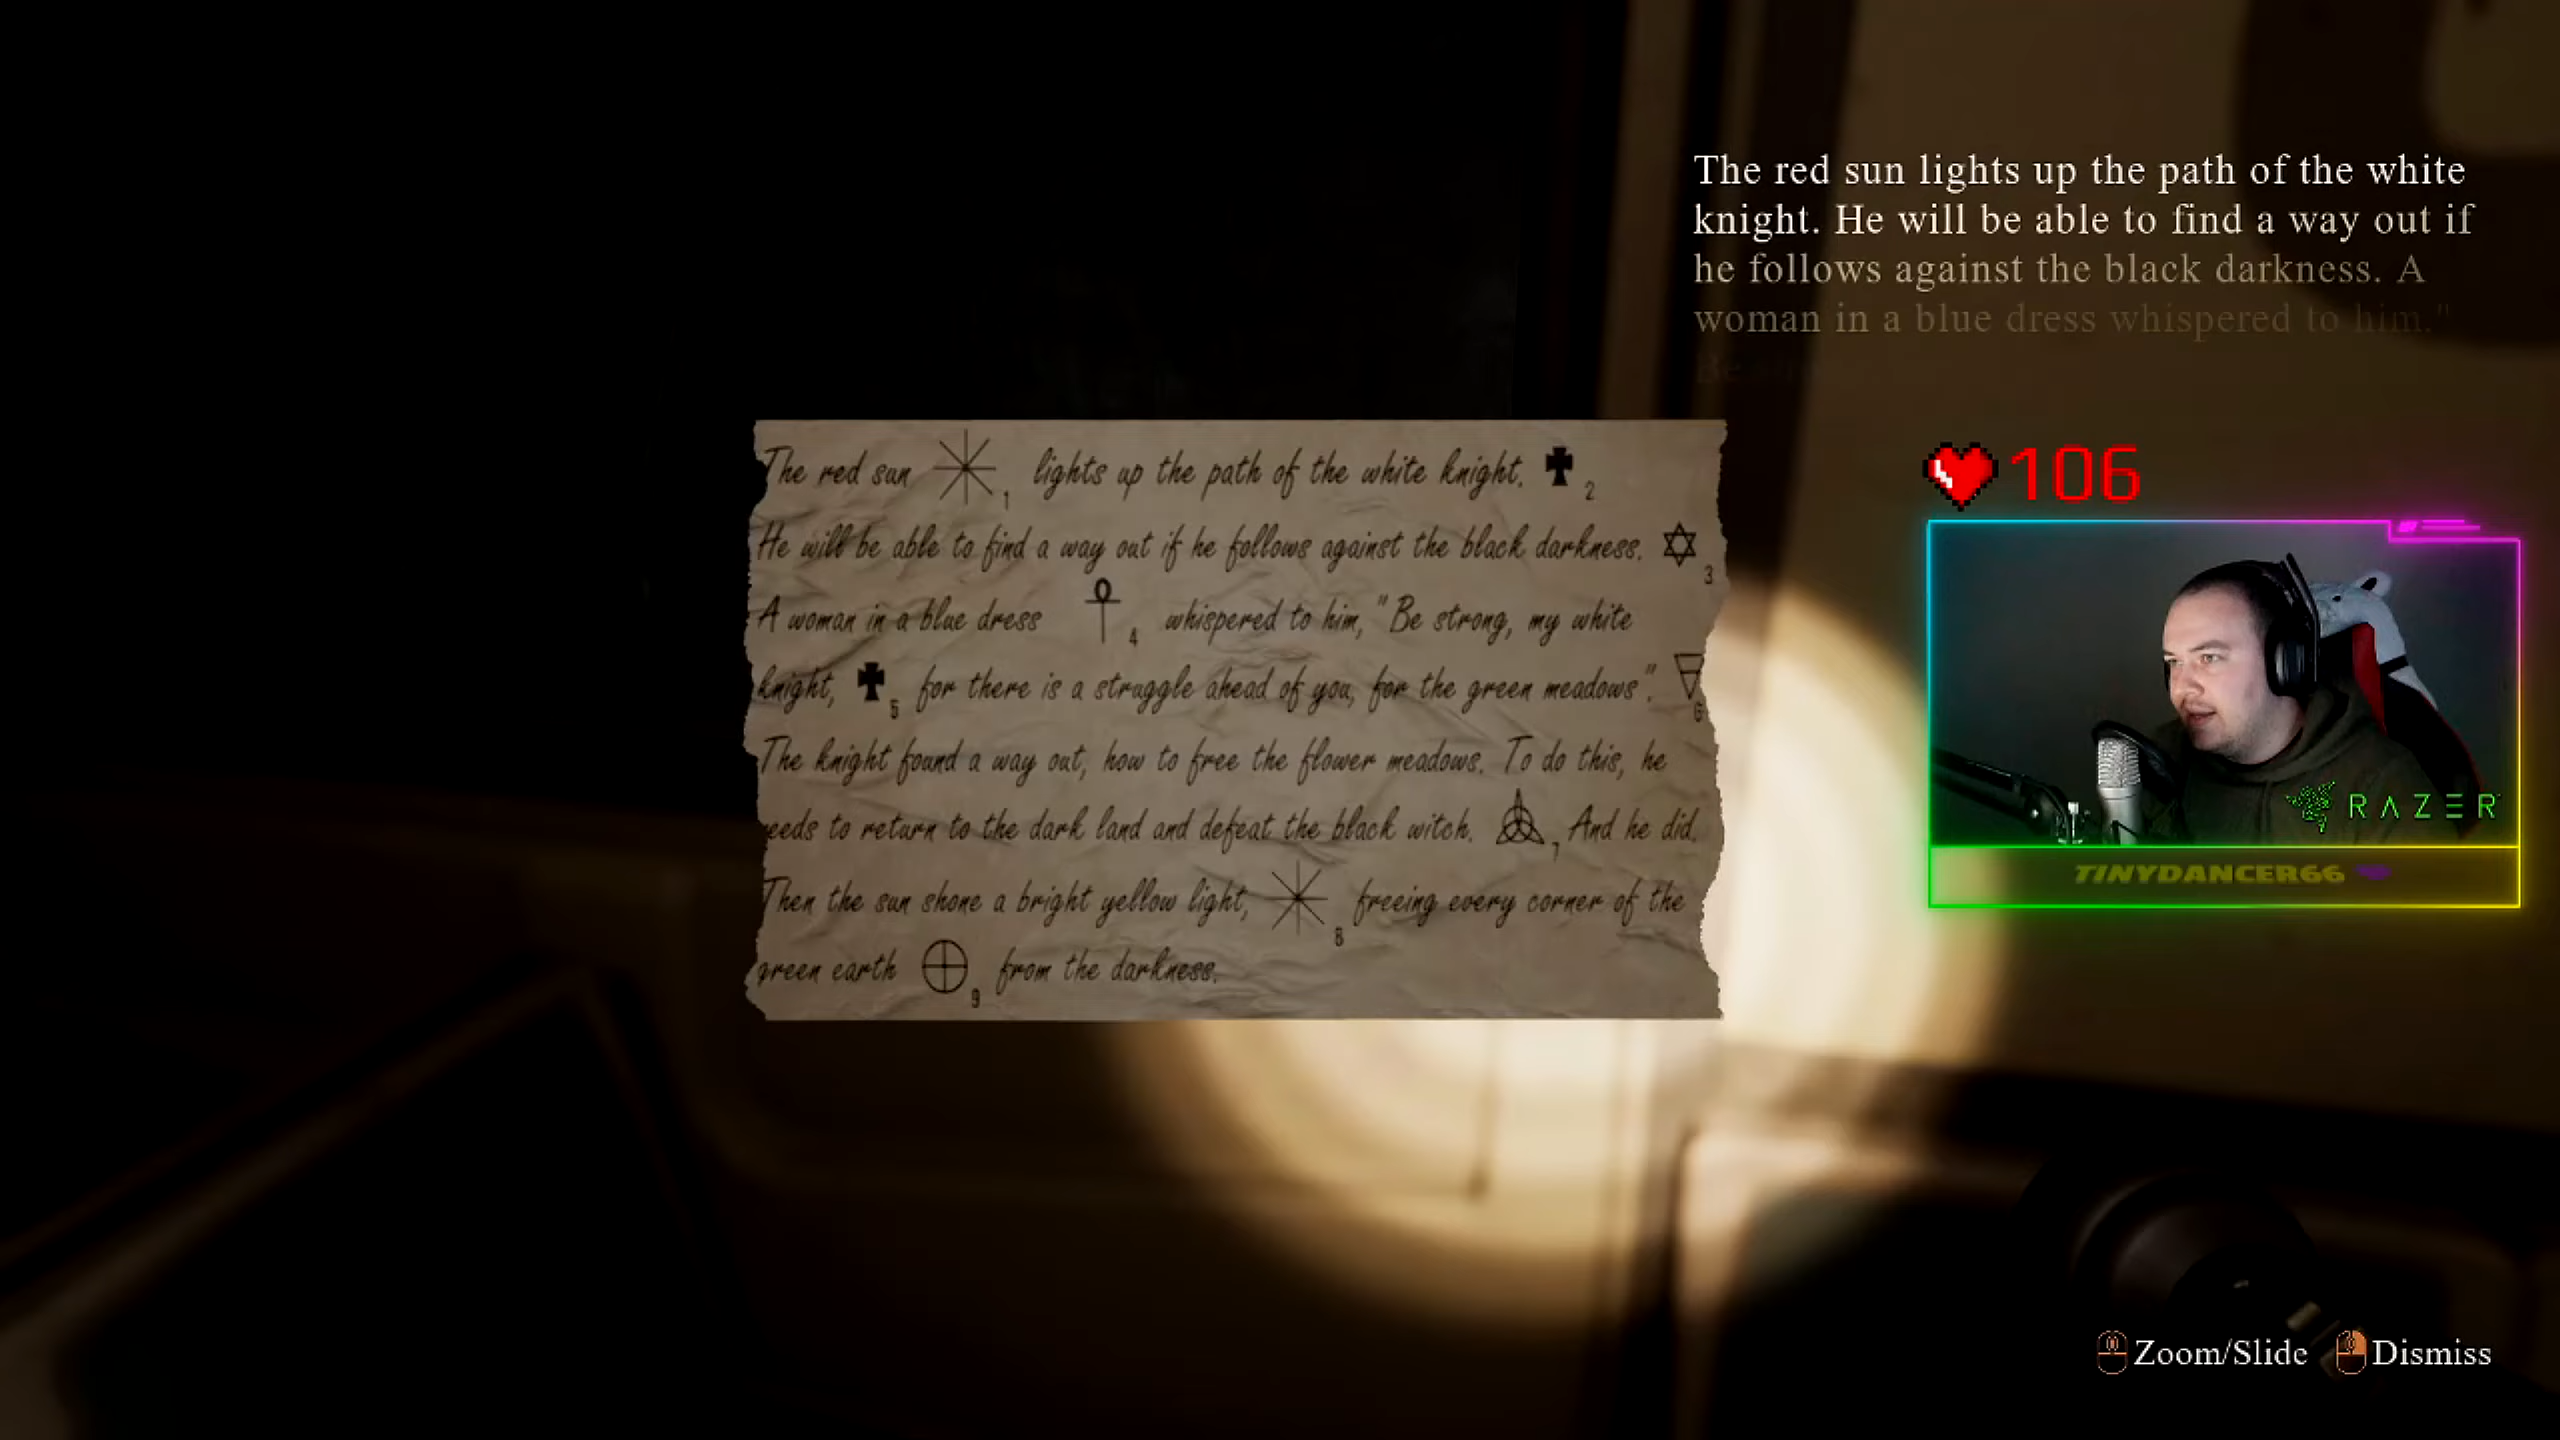 The red sun lights up the path of the white
knight. He will be able to find a way out if
he follows against the black darkness. A
woman in a blue dress whispered to him."
Be
The red sun 1 lights up the path of the white knight. 2
He will be able to find a way out if he follows against the black darkness. 3
A woman in a blue dress 4 whispered to him, "Be strong, my white
knight, 5 for there is a struggle ahead of you, for the green meadows". 6
The knight found a way out, how to free the flower meadows. To do this, he
eeds to return to the dark land and defeat the black witch. 7 And he did.
Then the sun shone a bright yellow light, 8 freeing every corner of the
green earth 9 from the darkness.
106
RAZER
TINYDANCER66
Zoom/Slide Dismiss